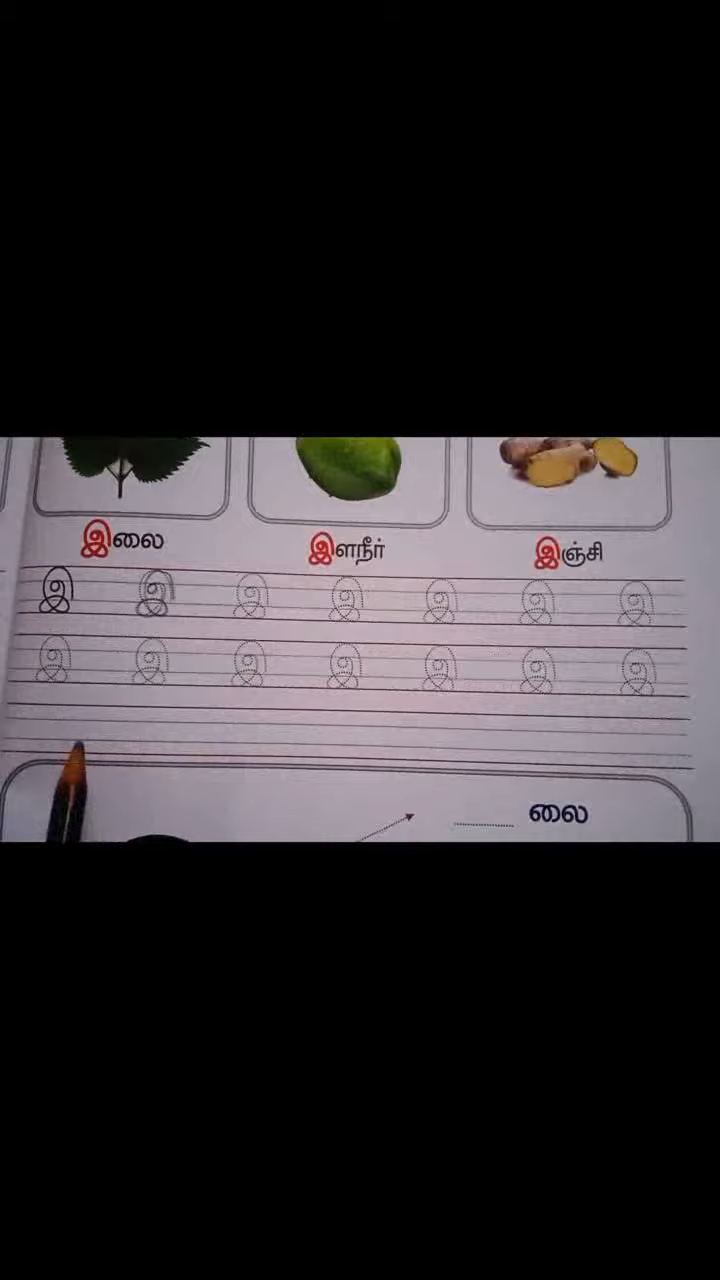 இலை இளநீர் இஞ்சி
இ இ இ இ இ இ இ
இ இ இ இ இ இ இ
............ லை